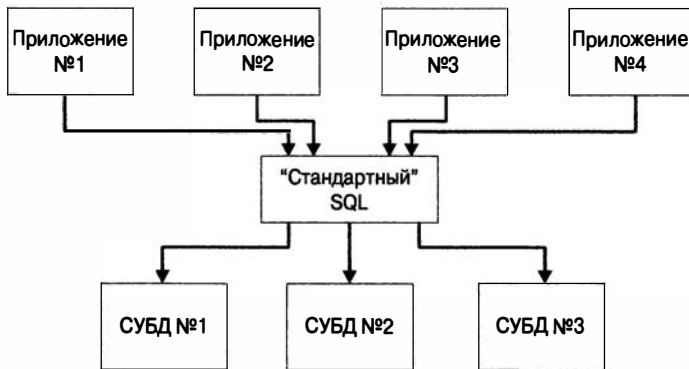 Приложение
№1
Приложение
№2
Приложение
№3
Приложение
№4
"Стандартный"
SQL
СУБД №1
СУБД №2
СУБД №3